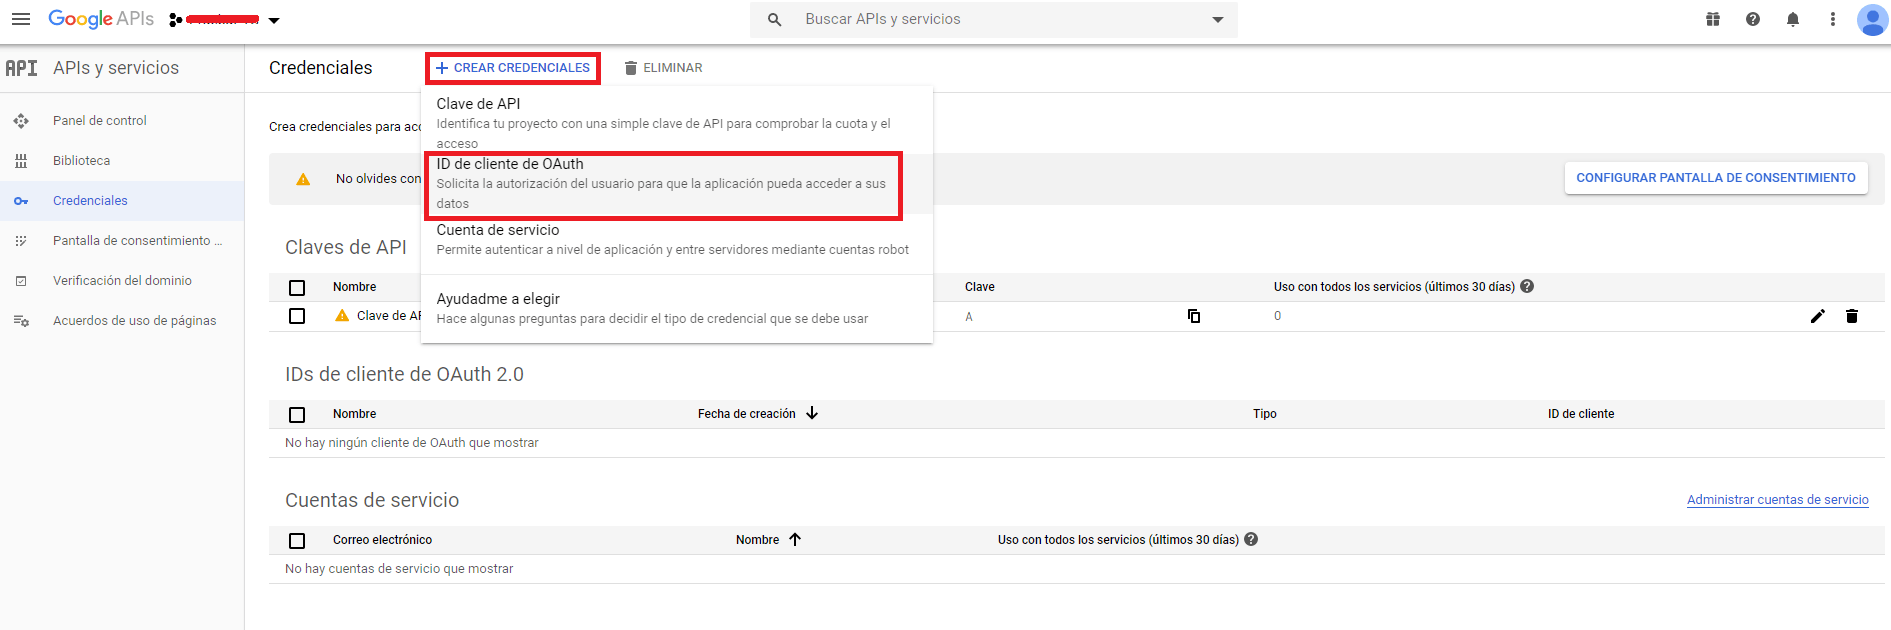 Google APIs
Buscar APIs y servicios
API APIs y servicios
Credenciales
CREAR CREDENCIALES
ELIMINAR
Panel de control
Biblioteca
Credenciales
Pantalla de consentimiento ...
Verificación del dominio
Acuerdos de uso de páginas
Clave de API
Identifica tu proyecto con una simple clave de API para comprobar la cuota y el
acceso
ID de cliente de OAuth
Solicita la autorización del usuario para que la aplicación pueda acceder a sus
datos
Cuenta de servicio
Permite autenticar a nivel de aplicación y entre servidores mediante cuentas robot
Ayudadme a elegir
Hace algunas preguntas para decidir el tipo de credencial que se debe usar
Crea credenciales para acc
No olvides con
CONFIGURAR PANTALLA DE CONSENTIMIENTO
Claves de API
Nombre
Clave
Uso con todos los servicios (últimos 30 días)
Clave de AP
A
0
IDs de cliente de OAuth 2.0
Nombre
Fecha de creación
Tipo
ID de cliente
No hay ningún cliente de OAuth que mostrar
Cuentas de servicio
Administrar cuentas de servicio
Correo electrónico
Nombre
Uso con todos los servicios (últimos 30 días)
No hay cuentas de servicio que mostrar